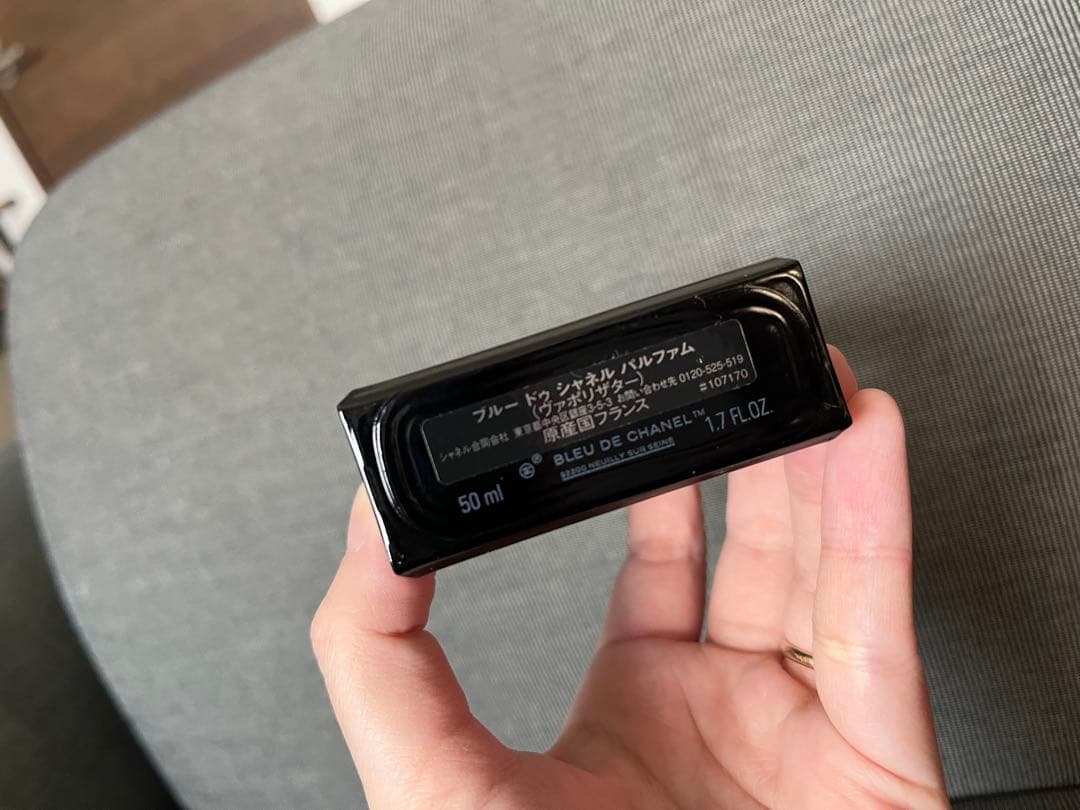 ブルー ドゥ シャネル パルファム
(ヴァポリザター)
シャネル合同会社 東京都中央区銀座3-5-3 お問い合わせ先 0120-525-519
原産国フランス #107170
50 ml BLEU DE CHANEL™ 1.7 FL.OZ.
92200 NEUILLY SUR SEINE